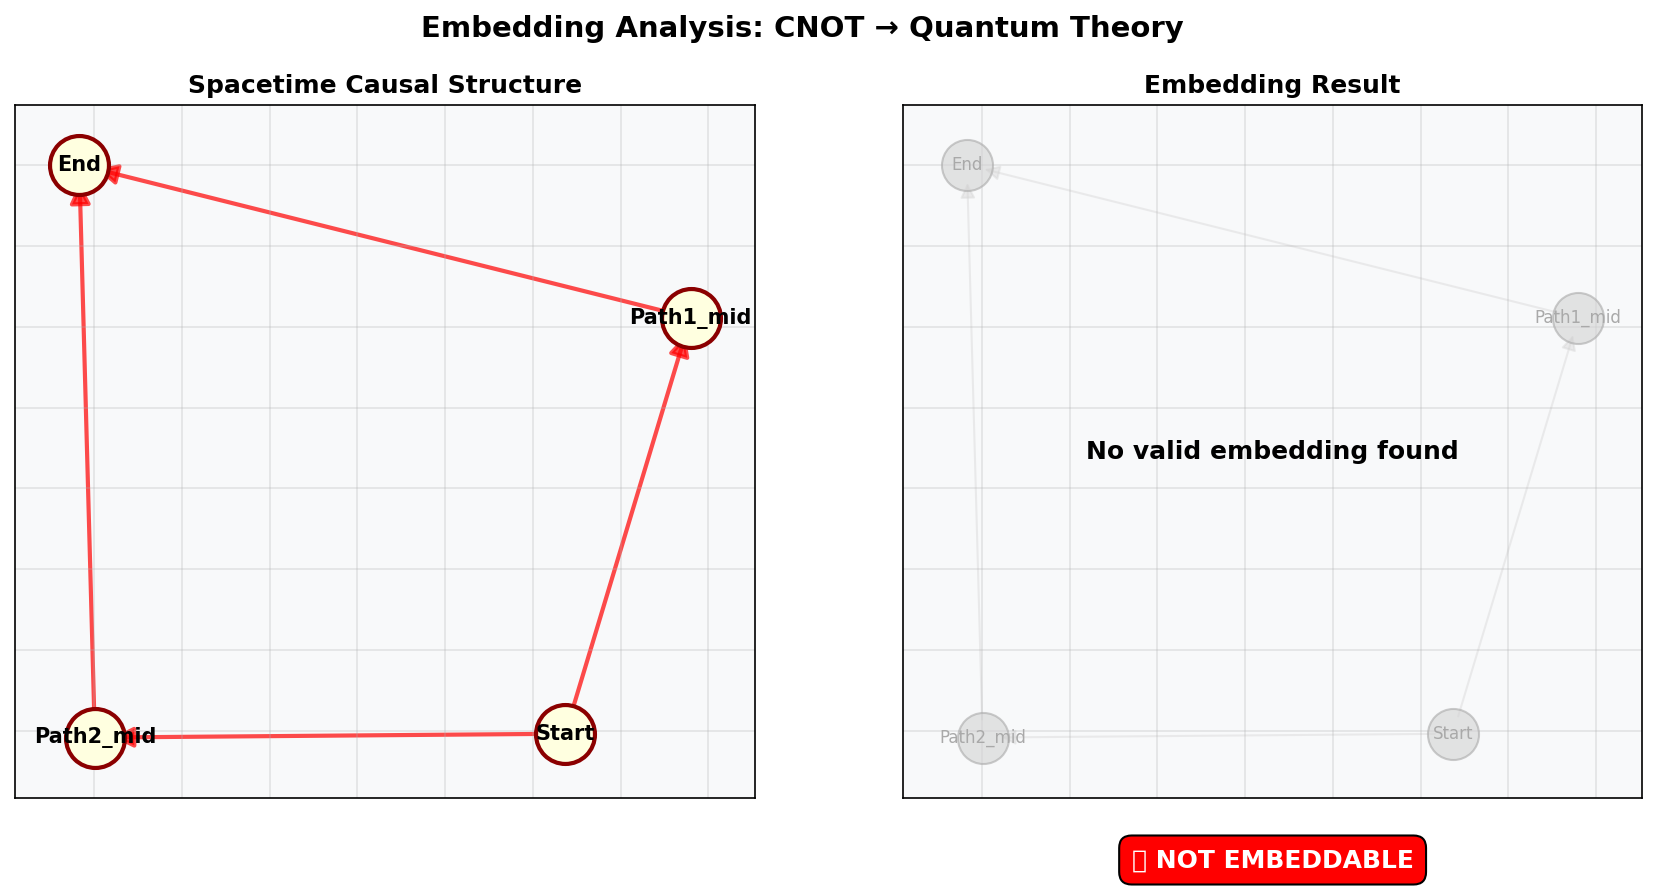 Embedding Analysis: CNOT → Quantum Theory
Spacetime Causal Structure
End
Path1_mid
Path2_mid
Start
Embedding Result
End
Path1_mid
No valid embedding found
Path2_mid
Start
NOT EMBEDDABLE